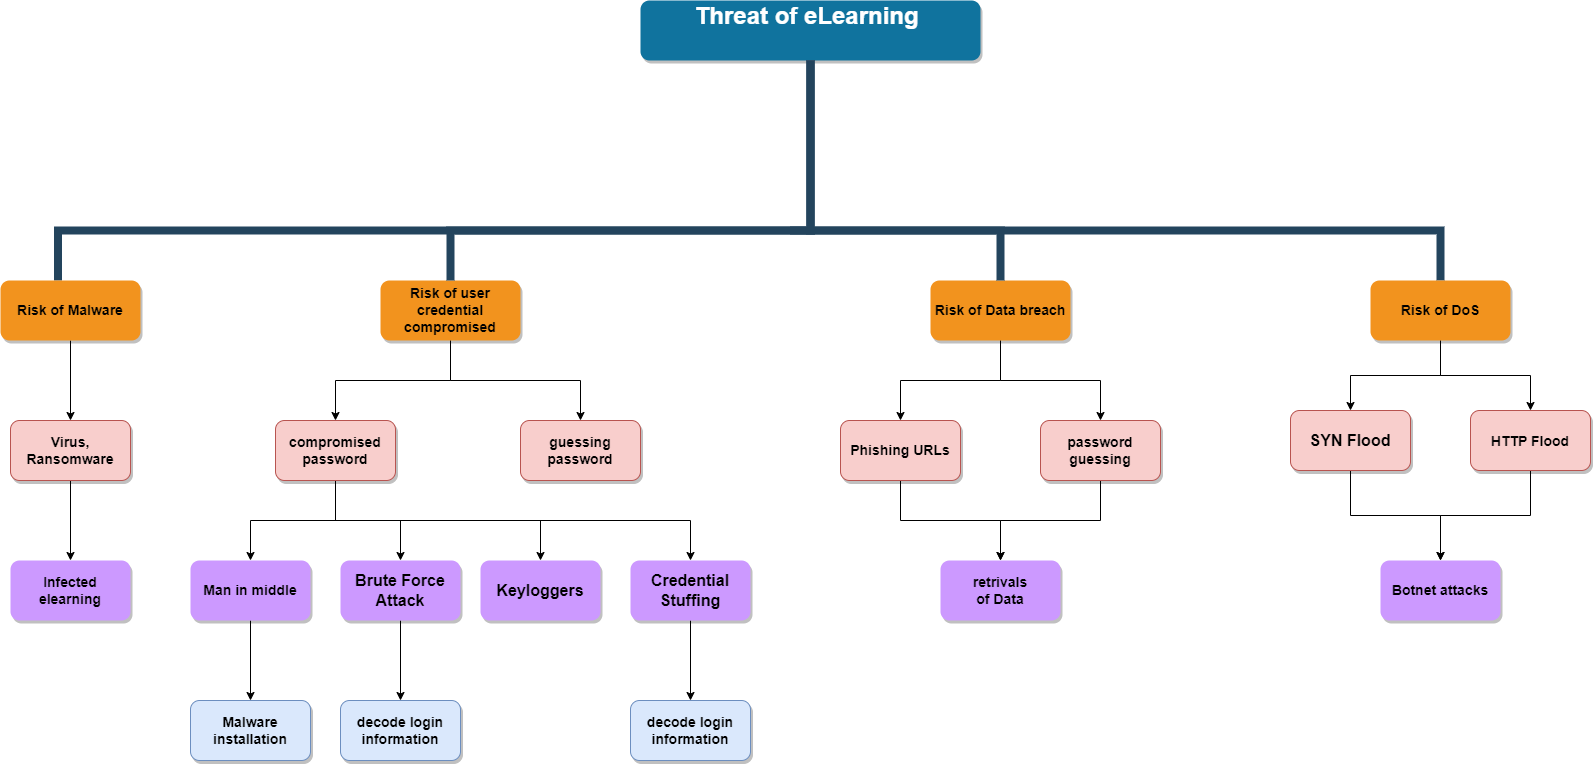 Threat of eLearning
Risk of Malware
Risk of user
credential
compromised
Risk of Data breach
Risk of DoS
Virus,
Ransomware
compromised
password
guessing
password
Phishing URLs
password
guessing
SYN Flood
HTTP Flood
Infected
elearning
Man in middle
Brute Force
Attack
Keyloggers
Credential
Stuffing
retrivals
of Data
Botnet attacks
Malware
installation
decode login
information
decode login
information